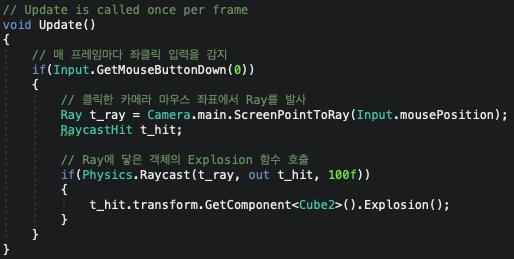 // Update is called once per frame
void Update()
{
// 매 프레임마다 좌클릭 입력을 감지
if(Input.GetMouseButtonDown(0))
{
// 클릭한 카메라 마우스 좌표에서 Ray를 발사
Ray t_ray = Camera.main.ScreenPointToRay(Input.mousePosition);
RaycastHit t_hit;
// Ray에 닿은 객체의 Explosion 함수 호출
if(Physics.Raycast(t_ray, out t_hit, 100f))
{
t_hit.transform.GetComponent<Cube2>().Explosion();
}
}
}